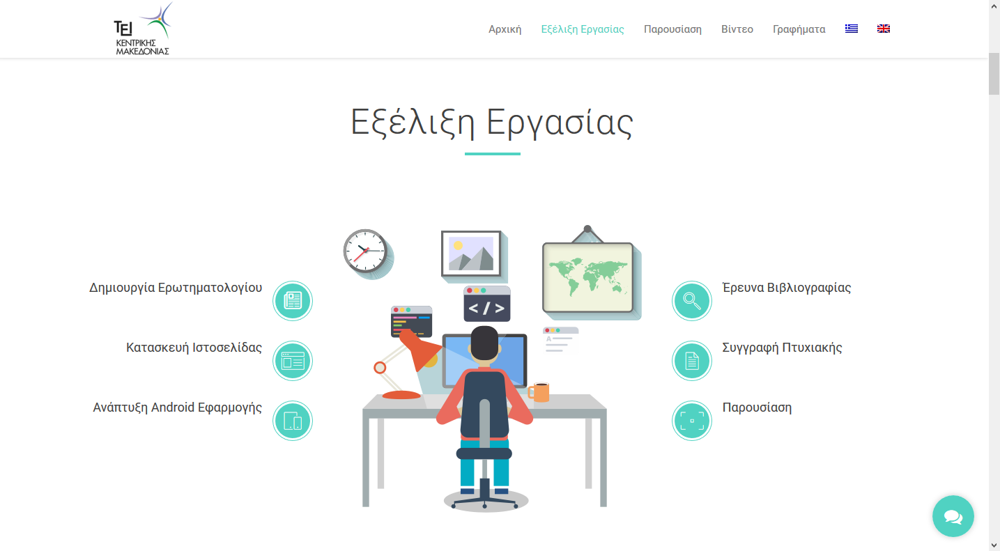 ΤΕΙ
ΚΕΝΤΡΙΚΗΣ
ΜΑΚΕΔΟΝΙΑΣ
Αρχική Εξέλιξη Εργασίας Παρουσίαση Βίντεο Γραφήματα
Εξέλιξη Εργασίας
Δημιουργία Ερωτηματολογίου
Κατασκευή Ιστοσελίδας
Ανάπτυξη Android Εφαρμογής
</>
A
Έρευνα Βιβλιογραφίας
Συγγραφή Πτυχιακής
Παρουσίαση